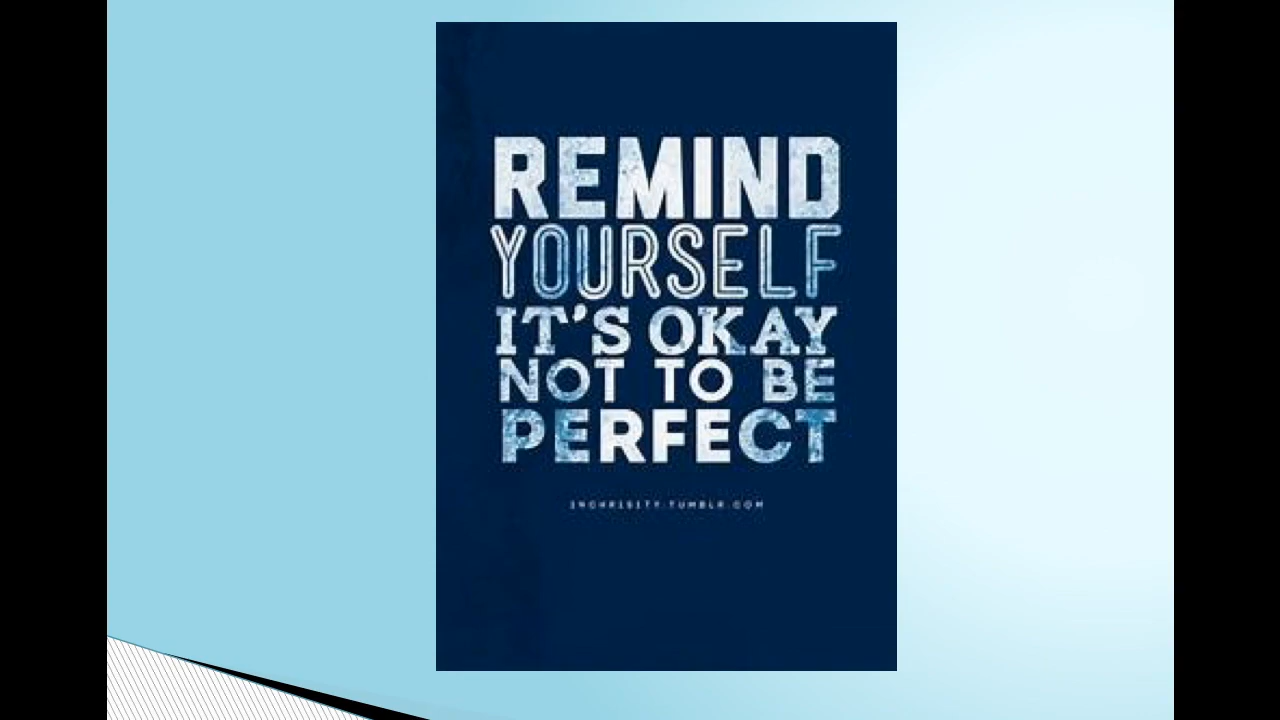 REMIND
YOURSELF
IT'S OKAY
NOT TO BE
PERFECT